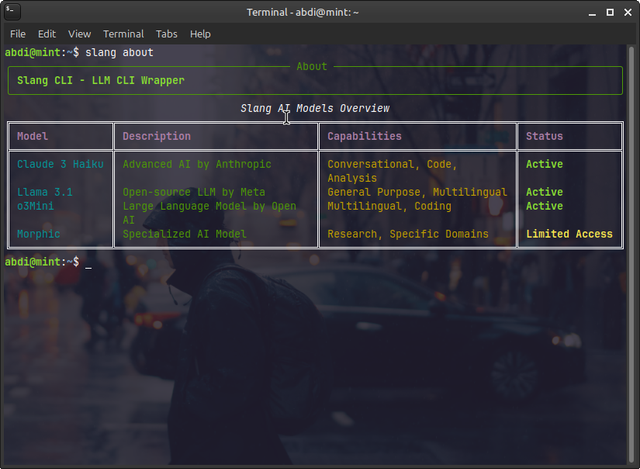 Terminal - abdi@mint: ~
File Edit View Terminal Tabs Help
abdi@mint:~$ slang about
About
Slang CLI - LLM CLI Wrapper
Slang AI Models Overview
Model Description Capabilities Status
Claude 3 Haiku Advanced AI by Anthropic Conversational, Code, Active
Analysis
Llama 3.1 Open-source LLM by Meta General Purpose, Multilingual Active
o3Mini Large Language Model by Open Multilingual, Coding Active
AI
Morphic Specialized AI Model Research, Specific Domains Limited Access
abdi@mint:~$ _